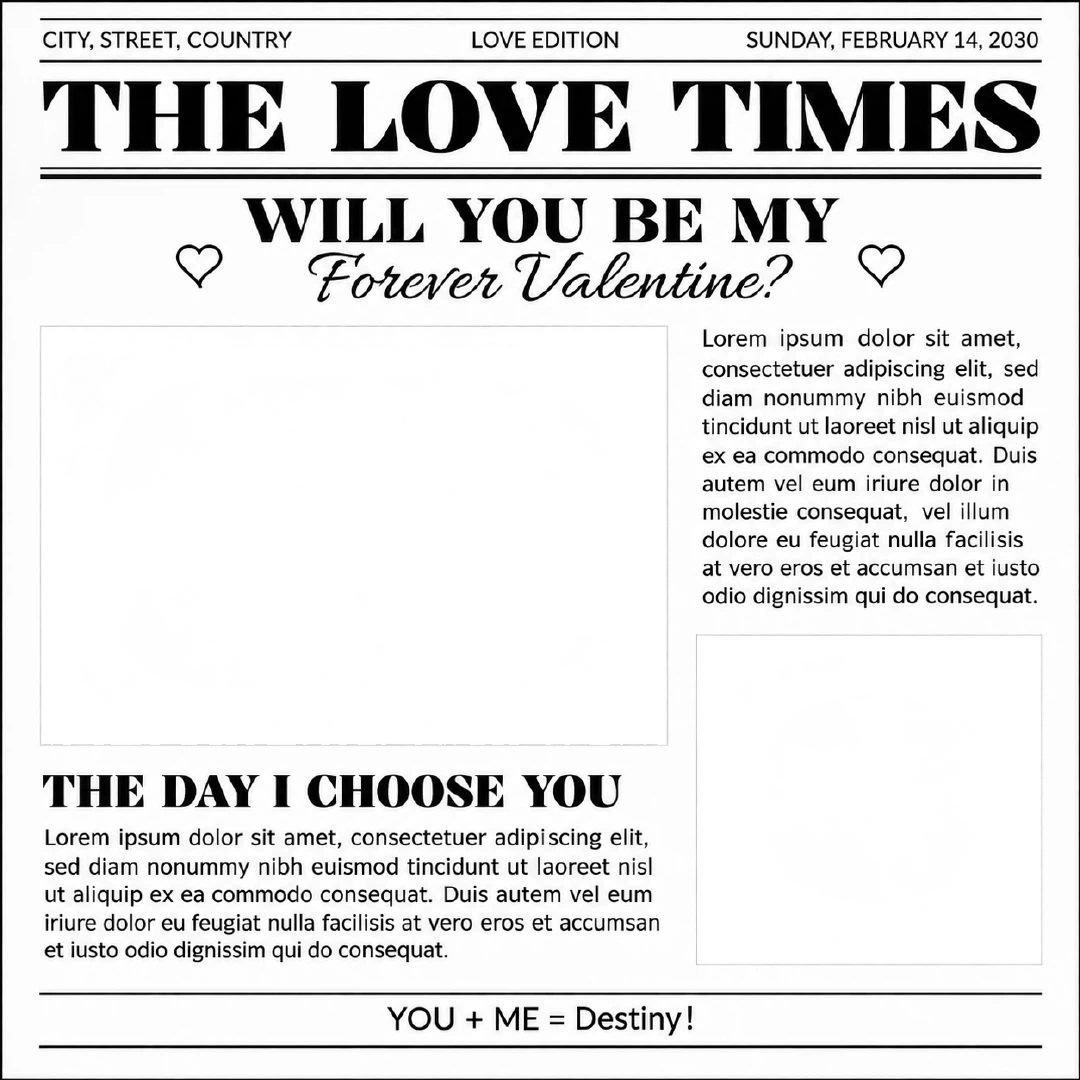 CITY, STREET, COUNTRY LOVE EDITION SUNDAY, FEBRUARY 14, 2030
THE LOVE TIMES
WILL YOU BE MY
Forever Valentine?
Lorem ipsum dolor sit amet,
consectetuer adipiscing elit, sed
diam nonummy nibh euismod
tincidunt ut laoreet nisl ut aliquip
ex ea commodo consequat. Duis
autem vel eum iriure dolor in
molestie consequat, vel illum
dolore eu feugiat nulla facilisis
at vero eros et accumsan et iusto
odio dignissim qui do consequat.
THE DAY I CHOOSE YOU
Lorem ipsum dolor sit amet, consectetuer adipiscing elit,
sed diam nonummy nibh euismod tincidunt ut laoreet nisl
ut aliquip ex ea commodo consequat. Duis autem vel eum
iriure dolor eu feugiat nulla facilisis at vero eros et accumsan
et iusto odio dignissim qui do consequat.
YOU + ME = Destiny!